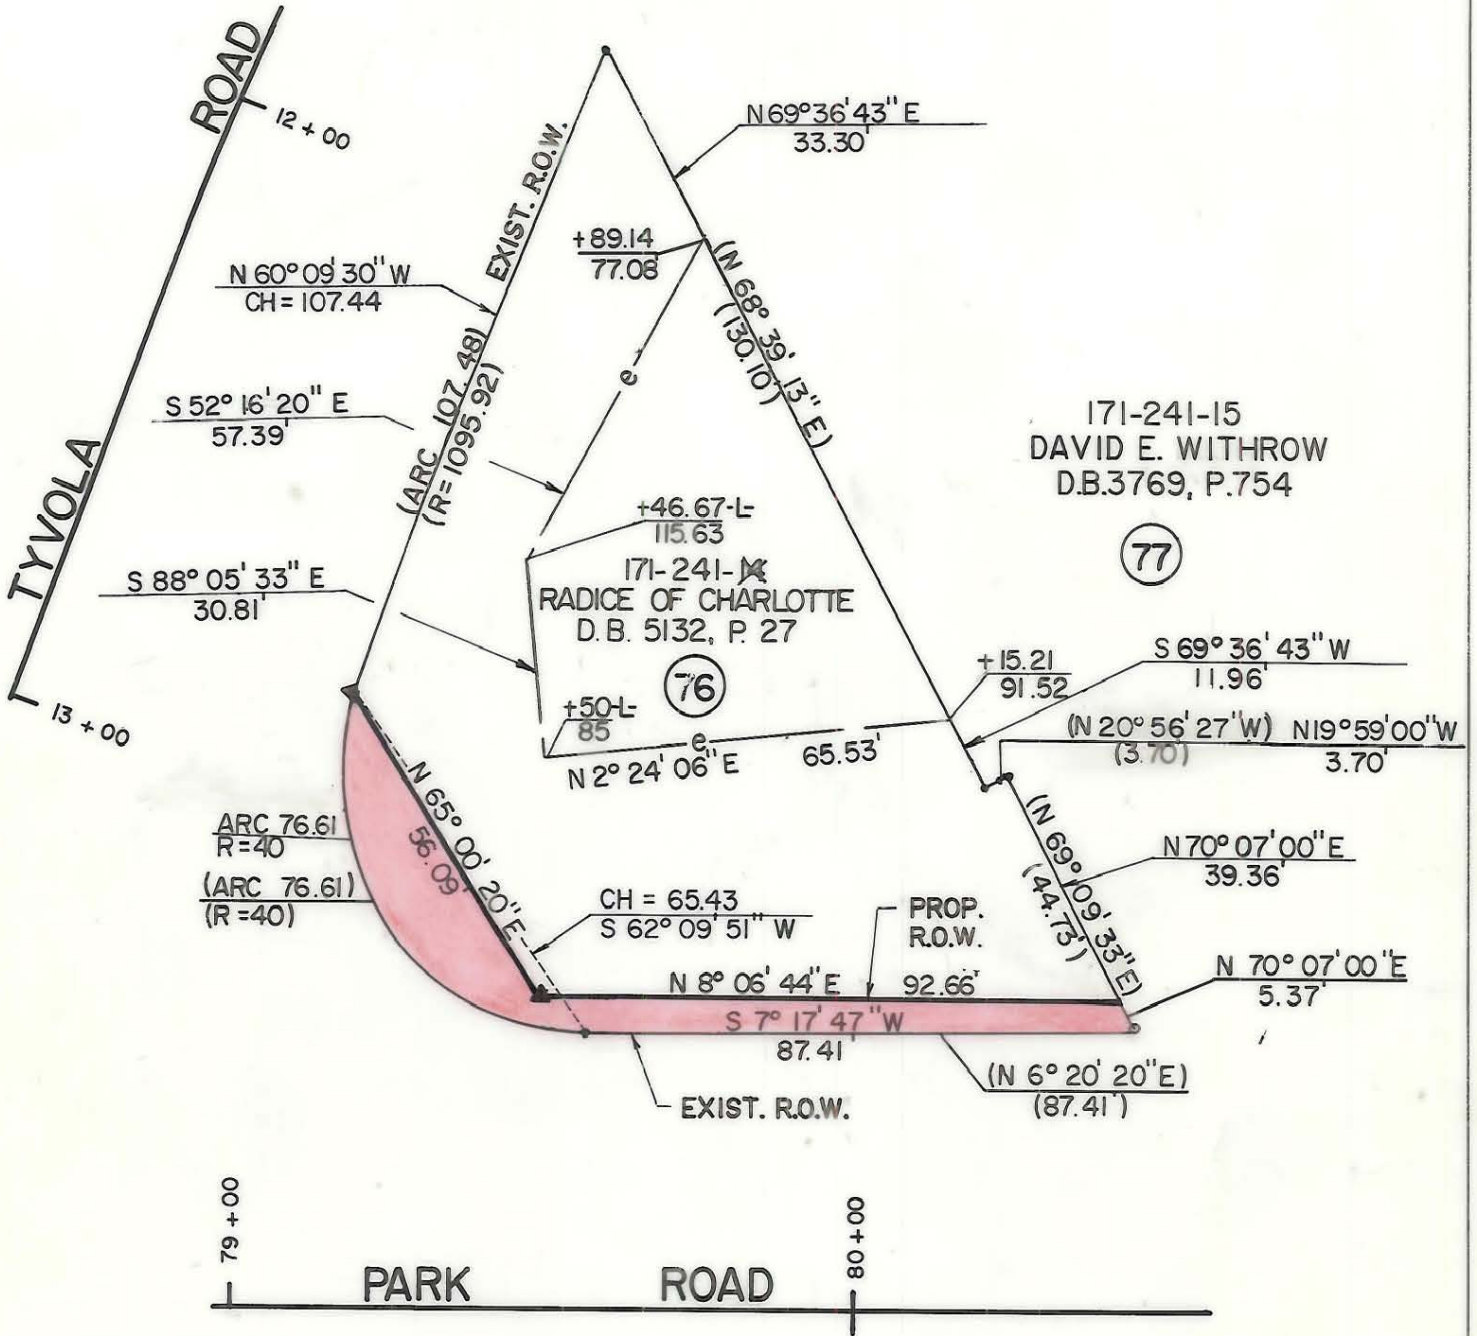 TYVOLA ROAD
12 + 00
13 + 00
N 69° 36' 43" E
33.30'
EXIST. R.O.W.
+89.14
77.08
N 60° 09' 30" W
CH = 107.44
(N 68° 39' 13" E)
(130.10')
e
(ARC 107.48)
(R = 1095.92)
S 52° 16' 20" E
57.39'
171-241-15
DAVID E. WITHROW
D.B. 3769, P. 754
77
+46.67-L-
115.63
171-241-
RADICE OF CHARLOTTE
D.B. 5132, P. 27
76
S 88° 05' 33" E
30.81'
+15.21
91.52
S 69° 36' 43" W
11.96'
+50-L-
85
e
N 2° 24' 06" E 65.53'
(N 20° 56' 27" W) N 19° 59' 00" W
(3.70) 3.70'
N 65° 00' 20" E
56.09'
ARC 76.61
R = 40
(ARC 76.61)
(R = 40)
(N 69° 09' 33" E)
(44.73')
N 70° 07' 00" E
39.36'
CH = 65.43
S 62° 09' 51" W
PROP.
R.O.W.
N 8° 06' 44" E 92.66'
N 70° 07' 00" E
5.37'
S 7° 17' 47" W
87.41'
(N 6° 20' 20" E)
(87.41')
EXIST. R.O.W.
79 + 00
80 + 00
PARK ROAD